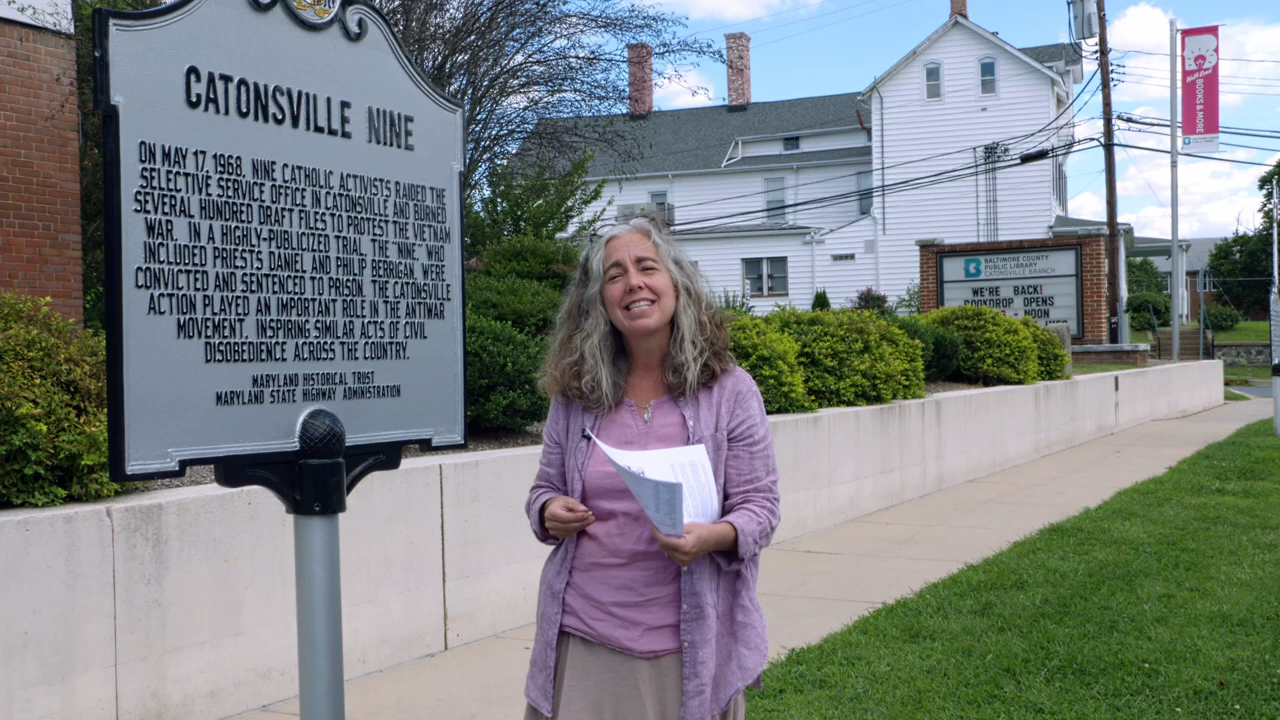 CATONSVILLE NINE
ON MAY 17, 1968, NINE CATHOLIC ACTIVISTS RAIDED THE
SELECTIVE SERVICE OFFICE IN CATONSVILLE AND BURNED
SEVERAL HUNDRED DRAFT FILES TO PROTEST THE VIETNAM
WAR. IN A HIGHLY-PUBLICIZED TRIAL, THE "NINE," WHO
INCLUDED PRIESTS DANIEL AND PHILIP BERRIGAN, WERE
CONVICTED AND SENTENCED TO PRISON. THE CATONSVILLE
ACTION PLAYED AN IMPORTANT ROLE IN THE ANTIWAR
MOVEMENT, INSPIRING SIMILAR ACTS OF CIVIL
DISOBEDIENCE ACROSS THE COUNTRY.
MARYLAND HISTORICAL TRUST
MARYLAND STATE HIGHWAY ADMINISTRATION
B
Well-Read
BOOKS & MORE
BALTIMORE COUNTY
PUBLIC LIBRARY
CATONSVILLE BRANCH
WE'RE BACK!
BOOKDROP OPENS
NOON